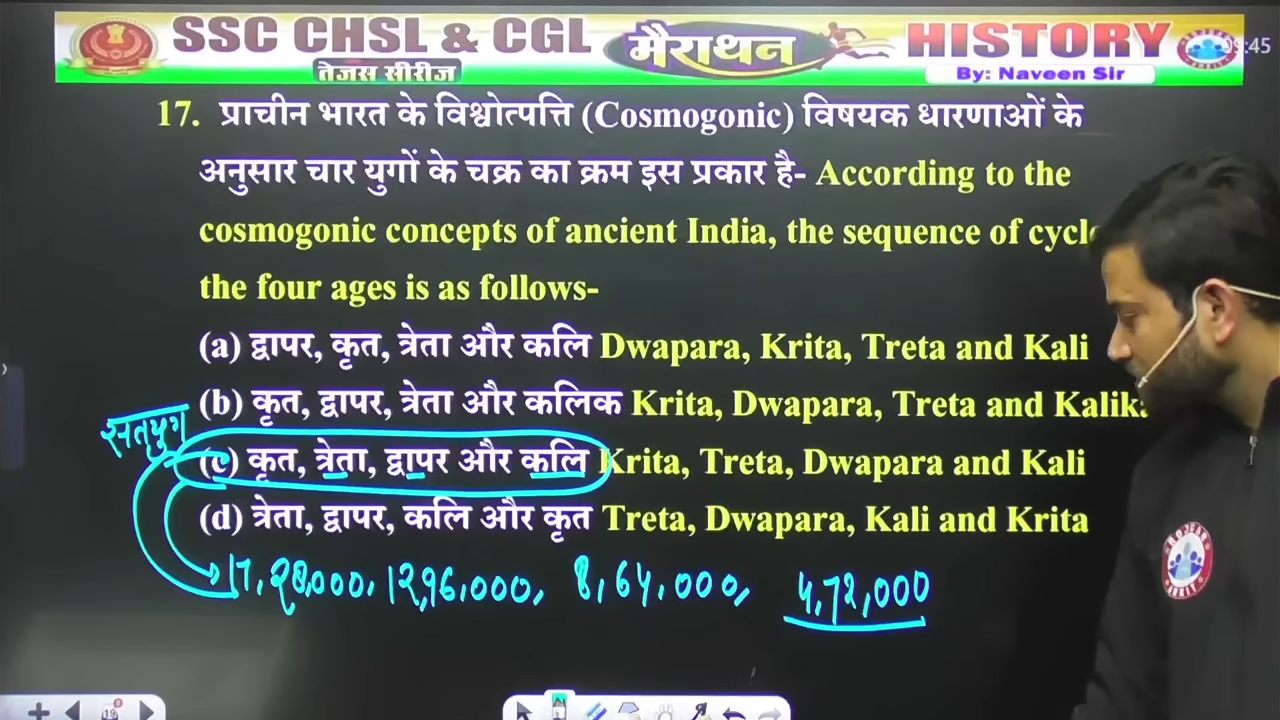 SSC CHSL & CGL मैराथन HISTORY
तेजस सीरीज By: Naveen Sir
09:45
17. प्राचीन भारत के विश्वोत्पत्ति (Cosmogonic) विषयक धारणाओं के
अनुसार चार युगों के चक्र का क्रम इस प्रकार है- According to the
cosmogonic concepts of ancient India, the sequence of
the four ages is as follows-
(a) द्वापर, कृत, त्रेता और कलि Dwapara, Krita, Treta and Kali
(b) कृत, द्वापर, त्रेता और कलिक Krita, Dwapara, Treta and
सतयुग
(c) कृत, त्रेता, द्वापर और कलि Krita, Treta, Dwapara and Kali
(d) त्रेता, द्वापर, कलि और कृत Treta, Dwapara, Kali and Krita
17,28,000, 12,96,000, 8,64,000, 4,72,000
19